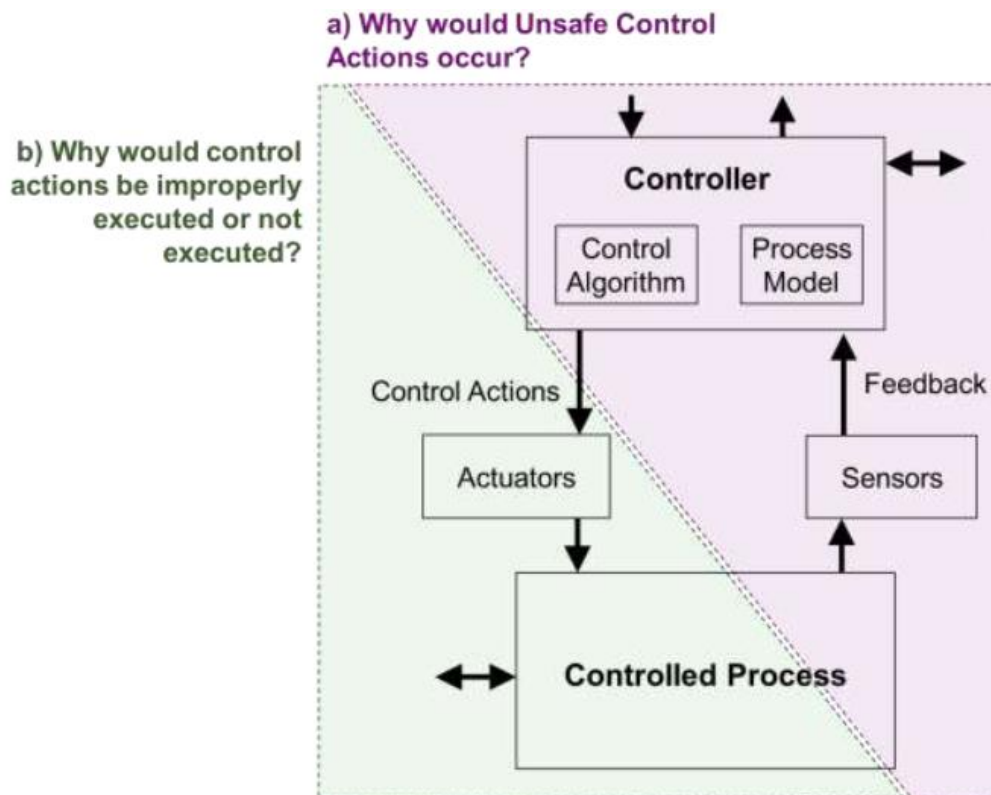 a) Why would Unsafe Control
Actions occur?
b) Why would control
actions be improperly
executed or not
executed?
Controller
Control
Algorithm
Process
Model
Control Actions
Feedback
Actuators
Sensors
Controlled Process